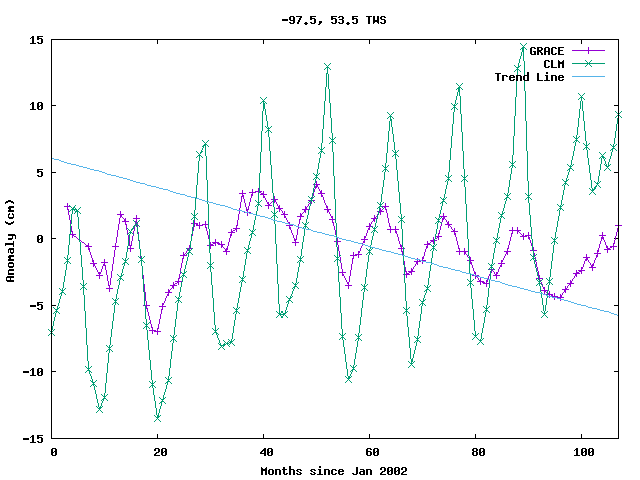 -97.5, 53.5 TWS
GRACE
CLM
Trend Line
15
10
5
0
-5
-10
-15
Anomaly (cm)
0 20 40 60 80 100
Months since Jan 2002